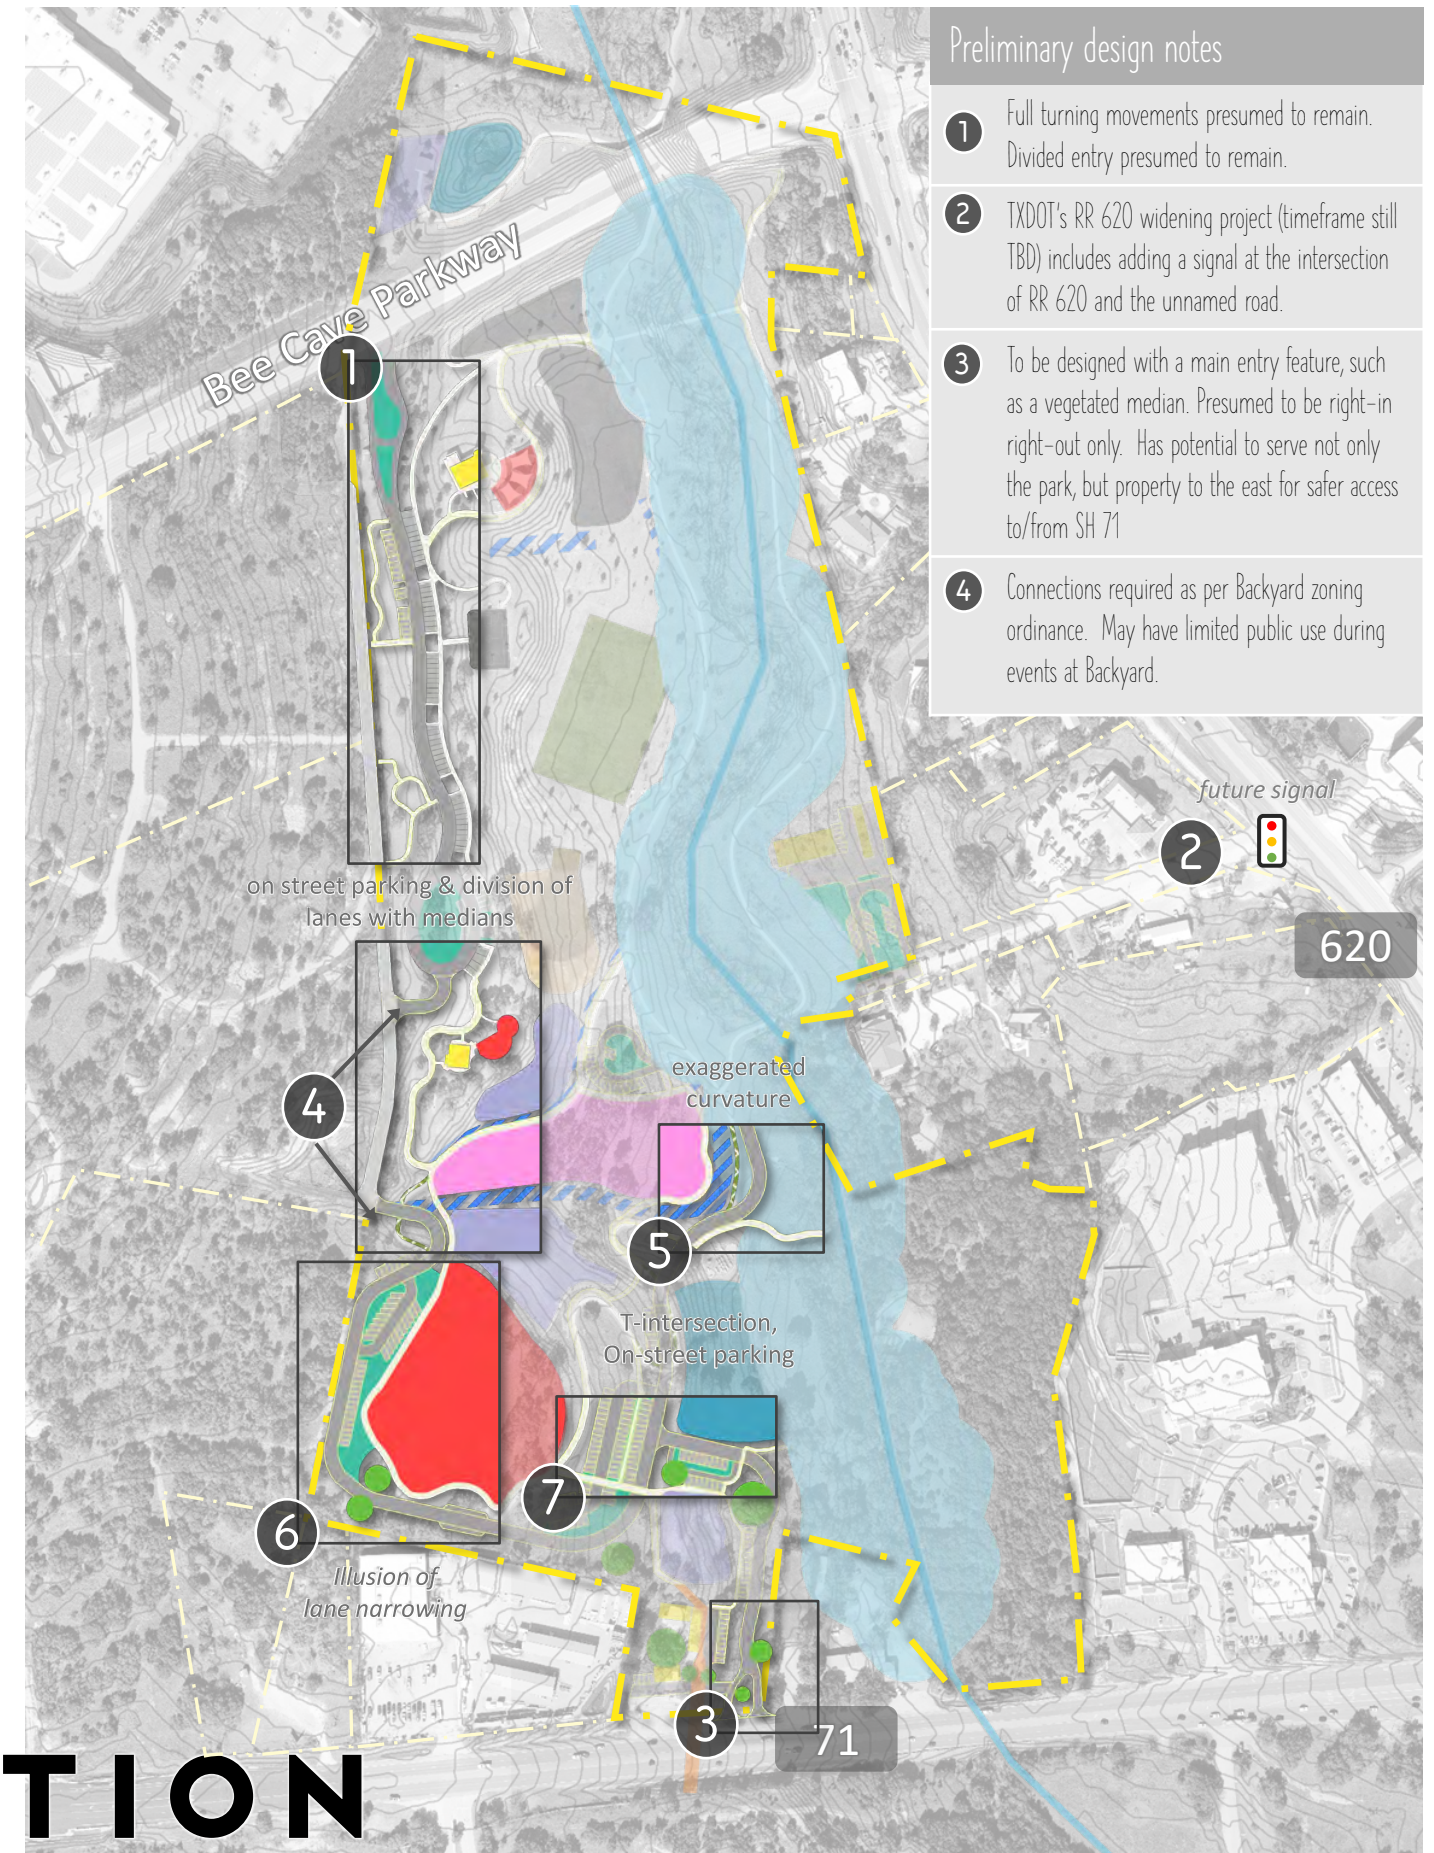 Preliminary design notes
1
Full turning movements presumed to remain.
Divided entry presumed to remain.
2
TXDOT's RR 620 widening project (timeframe still
TBD) includes adding a signal at the intersection
of RR 620 and the unnamed road.
3
To be designed with a main entry feature, such
as a vegetated median. Presumed to be right-in
right-out only. Has potential to serve not only
the park, but property to the east for safer access
to/from SH 71
4
Connections required as per Backyard zoning
ordinance. May have limited public use during
events at Backyard.
Bee Cave Parkway
1
future signal
2
on street parking & division of
lanes with medians
620
4
exaggerated
curvature
5
T-intersection,
On-street parking
7
6
Illusion of
lane narrowing
3
71
TION